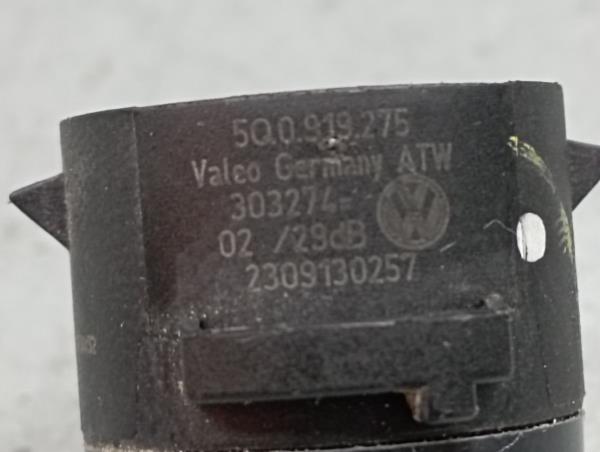 5Q0.919.275
Valeo Germany ATW
303274-
02 /29dB
2309130257